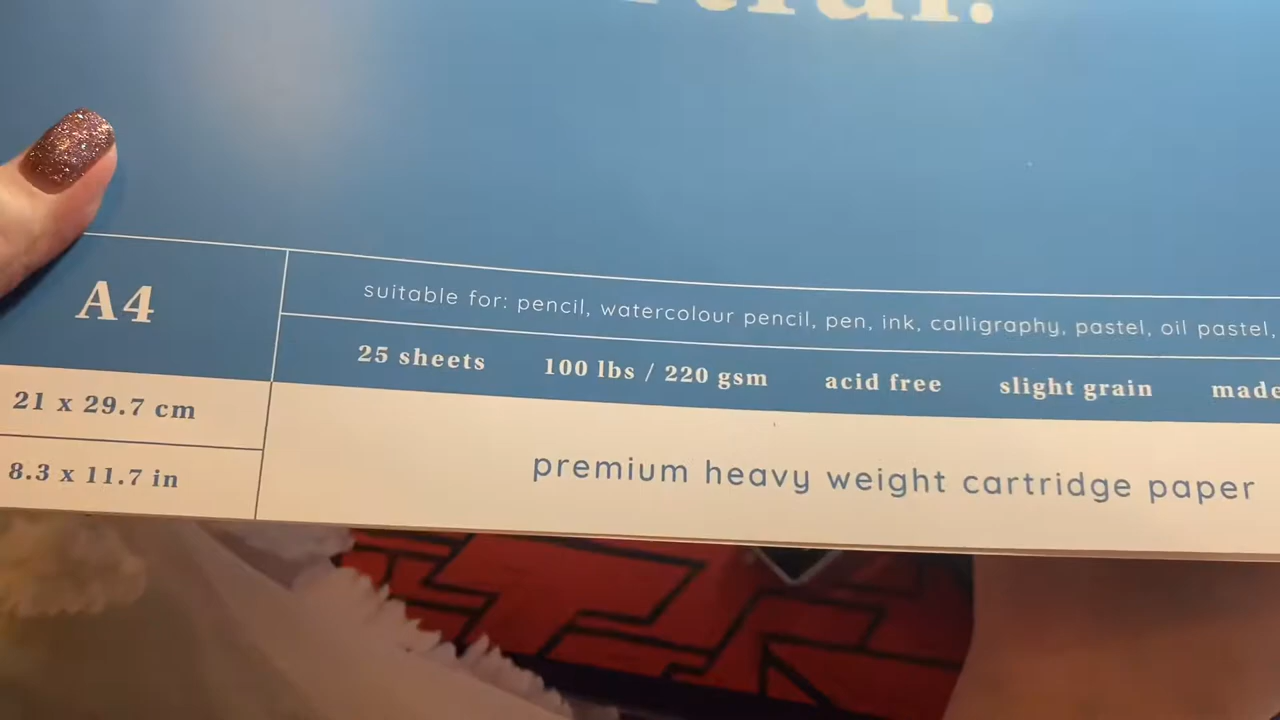 A4
suitable for: pencil, watercolour pencil, pen, ink, calligraphy, pastel, oil pastel,
25 sheets 100 lbs / 220 gsm acid free slight grain made
21 x 29.7 cm
8.3 x 11.7 in
premium heavy weight cartridge paper